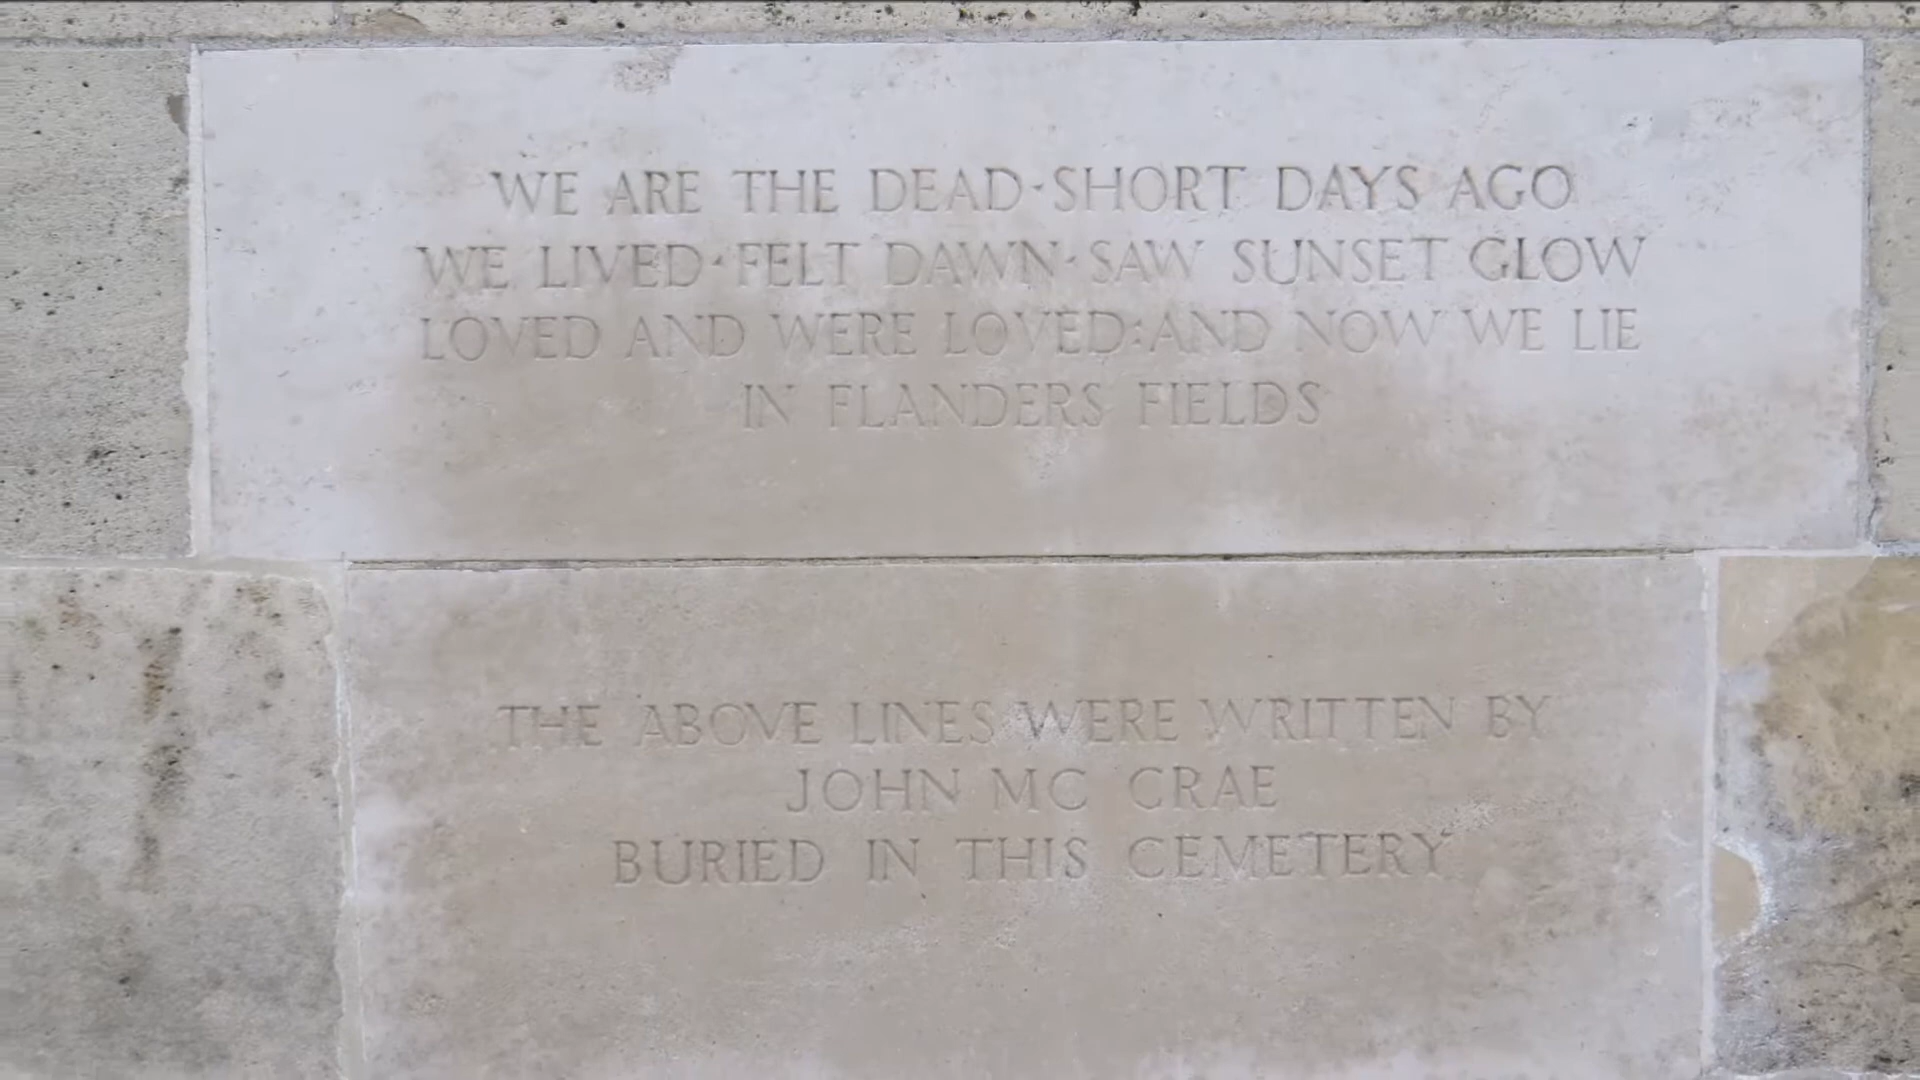 WE ARE THE DEAD·SHORT DAYS AGO
WE LIVED·FELT DAWN·SAW SUNSET GLOW
LOVED AND WERE LOVED:AND NOW WE LIE
IN FLANDERS FIELDS
THE ABOVE LINES WERE WRITTEN BY
JOHN MC CRAE
BURIED IN THIS CEMETERY